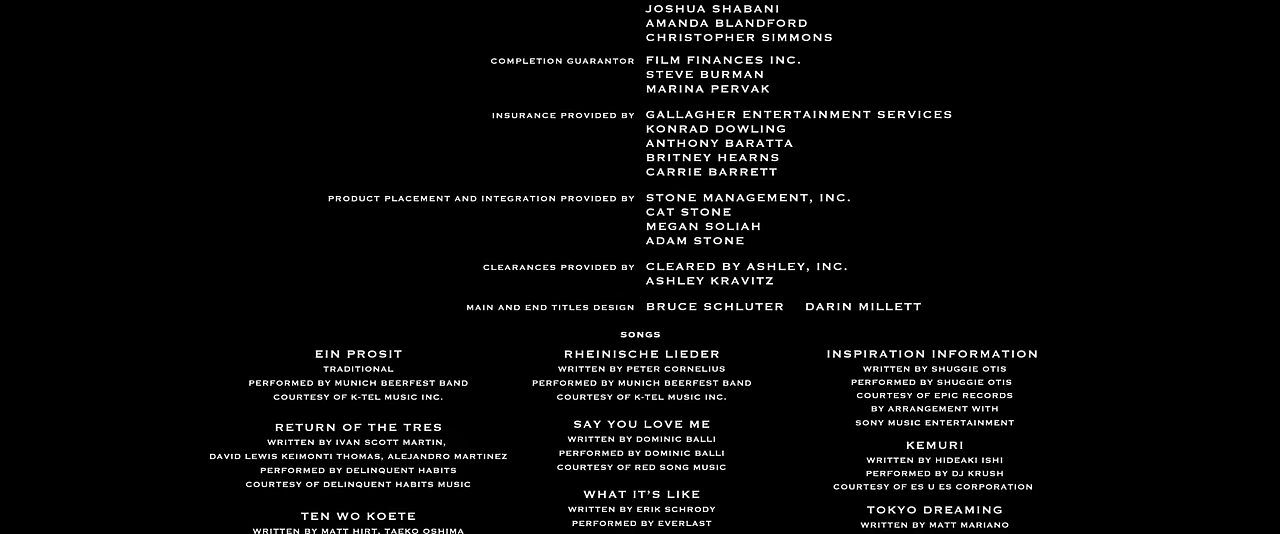 JOSHUA SHABANI
AMANDA BLANDFORD
CHRISTOPHER SIMMONS
COMPLETION GUARANTOR FILM FINANCES INC.
STEVE BURMAN
MARINA PERVAK
INSURANCE PROVIDED BY GALLAGHER ENTERTAINMENT SERVICES
KONRAD DOWLING
ANTHONY BARATTA
BRITNEY HEARNS
CARRIE BARRETT
PRODUCT PLACEMENT AND INTEGRATION PROVIDED BY STONE MANAGEMENT, INC.
CAT STONE
MEGAN SOLIAH
ADAM STONE
CLEARANCES PROVIDED BY CLEARED BY ASHLEY, INC.
ASHLEY KRAVITZ
MAIN AND END TITLES DESIGN BRUCE SCHLUTER DARIN MILLETT
SONGS
EIN PROSIT
TRADITIONAL
PERFORMED BY MUNICH BEERFEST BAND
COURTESY OF K-TEL MUSIC INC.
RETURN OF THE TRES
WRITTEN BY IVAN SCOTT MARTIN,
DAVID LEWIS KEIMONTI THOMAS, ALEJANDRO MARTINEZ
PERFORMED BY DELINQUENT HABITS
COURTESY OF DELINQUENT HABITS MUSIC
TEN WO KOETE
WRITTEN BY MATT HIRT, TAEKO OSHIMA
RHEINISCHE LIEDER
WRITTEN BY PETER CORNELIUS
PERFORMED BY MUNICH BEERFEST BAND
COURTESY OF K-TEL MUSIC INC.
SAY YOU LOVE ME
WRITTEN BY DOMINIC BALLI
PERFORMED BY DOMINIC BALLI
COURTESY OF RED SONG MUSIC
WHAT IT'S LIKE
WRITTEN BY ERIK SCHRODY
PERFORMED BY EVERLAST
INSPIRATION INFORMATION
WRITTEN BY SHUGGIE OTIS
PERFORMED BY SHUGGIE OTIS
COURTESY OF EPIC RECORDS
BY ARRANGEMENT WITH
SONY MUSIC ENTERTAINMENT
KEMURI
WRITTEN BY HIDEAKI ISHI
PERFORMED BY DJ KRUSH
COURTESY OF ES U ES CORPORATION
TOKYO DREAMING
WRITTEN BY MATT MARIANO